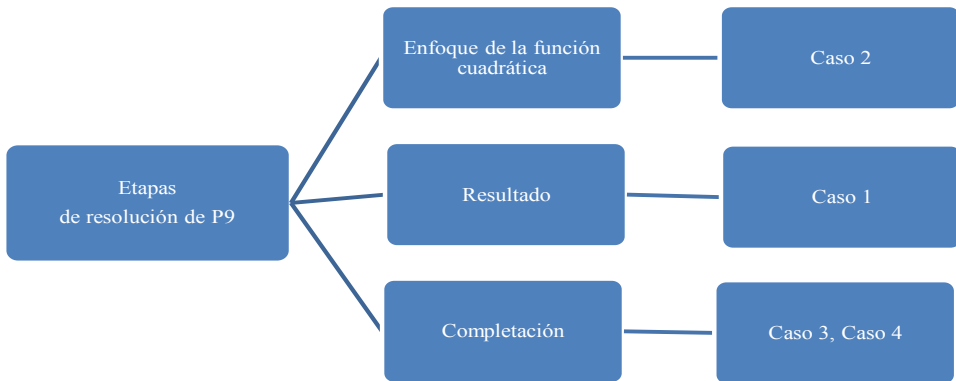 Etapas
de resolución de P9
Enfoque de la función
cuadrática
Caso 2
Resultado
Caso 1
Completación
Caso 3, Caso 4